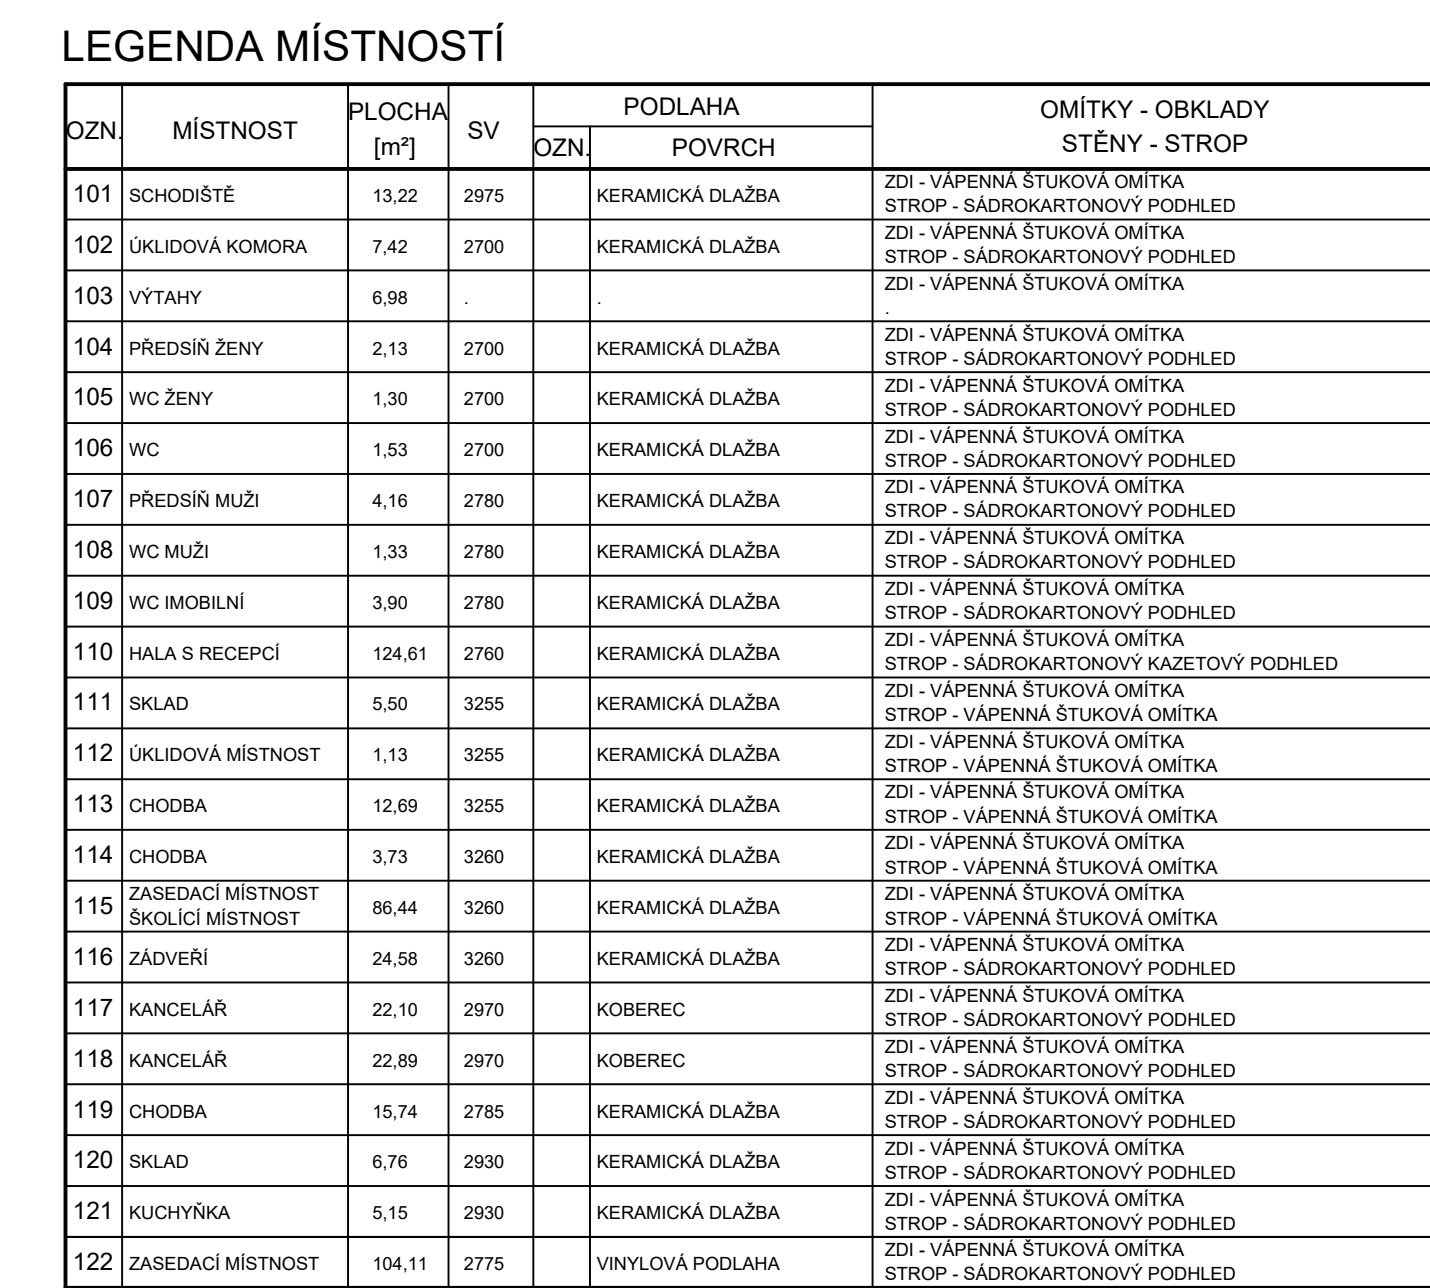 LEGENDA MÍSTNOSTÍ
OZN. MÍSTNOST PLOCHA [m²] SV PODLAHA OZN. POVRCH OMÍTKY - OBKLADY STĚNY - STROP
101 SCHODIŠTĚ 13,22 2975 KERAMICKÁ DLAŽBA ZDI - VÁPENNÁ ŠTUKOVÁ OMÍTKA
STROP - SÁDROKARTONOVÝ PODHLED
102 ÚKLIDOVÁ KOMORA 7,42 2700 KERAMICKÁ DLAŽBA ZDI - VÁPENNÁ ŠTUKOVÁ OMÍTKA
STROP - SÁDROKARTONOVÝ PODHLED
103 VÝTAHY 6,98 . . ZDI - VÁPENNÁ ŠTUKOVÁ OMÍTKA
.
104 PŘEDSÍŇ ŽENY 2,13 2700 KERAMICKÁ DLAŽBA ZDI - VÁPENNÁ ŠTUKOVÁ OMÍTKA
STROP - SÁDROKARTONOVÝ PODHLED
105 WC ŽENY 1,30 2700 KERAMICKÁ DLAŽBA ZDI - VÁPENNÁ ŠTUKOVÁ OMÍTKA
STROP - SÁDROKARTONOVÝ PODHLED
106 WC 1,53 2700 KERAMICKÁ DLAŽBA ZDI - VÁPENNÁ ŠTUKOVÁ OMÍTKA
STROP - SÁDROKARTONOVÝ PODHLED
107 PŘEDSÍŇ MUŽI 4,16 2780 KERAMICKÁ DLAŽBA ZDI - VÁPENNÁ ŠTUKOVÁ OMÍTKA
STROP - SÁDROKARTONOVÝ PODHLED
108 WC MUŽI 1,33 2780 KERAMICKÁ DLAŽBA ZDI - VÁPENNÁ ŠTUKOVÁ OMÍTKA
STROP - SÁDROKARTONOVÝ PODHLED
109 WC IMOBILNÍ 3,90 2780 KERAMICKÁ DLAŽBA ZDI - VÁPENNÁ ŠTUKOVÁ OMÍTKA
STROP - SÁDROKARTONOVÝ PODHLED
110 HALA S RECEPCÍ 124,61 2760 KERAMICKÁ DLAŽBA ZDI - VÁPENNÁ ŠTUKOVÁ OMÍTKA
STROP - SÁDROKARTONOVÝ KAZETOVÝ PODHLED
111 SKLAD 5,50 3255 KERAMICKÁ DLAŽBA ZDI - VÁPENNÁ ŠTUKOVÁ OMÍTKA
STROP - VÁPENNÁ ŠTUKOVÁ OMÍTKA
112 ÚKLIDOVÁ MÍSTNOST 1,13 3255 KERAMICKÁ DLAŽBA ZDI - VÁPENNÁ ŠTUKOVÁ OMÍTKA
STROP - VÁPENNÁ ŠTUKOVÁ OMÍTKA
113 CHODBA 12,69 3255 KERAMICKÁ DLAŽBA ZDI - VÁPENNÁ ŠTUKOVÁ OMÍTKA
STROP - VÁPENNÁ ŠTUKOVÁ OMÍTKA
114 CHODBA 3,73 3260 KERAMICKÁ DLAŽBA ZDI - VÁPENNÁ ŠTUKOVÁ OMÍTKA
STROP - VÁPENNÁ ŠTUKOVÁ OMÍTKA
115 ZASEDACÍ MÍSTNOST ŠKOLÍCÍ MÍSTNOST 86,44 3260 KERAMICKÁ DLAŽBA ZDI - VÁPENNÁ ŠTUKOVÁ OMÍTKA
STROP - VÁPENNÁ ŠTUKOVÁ OMÍTKA
116 ZÁDVEŘÍ 24,58 3260 KERAMICKÁ DLAŽBA ZDI - VÁPENNÁ ŠTUKOVÁ OMÍTKA
STROP - SÁDROKARTONOVÝ PODHLED
117 KANCELÁŘ 22,10 2970 KOBEREC ZDI - VÁPENNÁ ŠTUKOVÁ OMÍTKA
STROP - SÁDROKARTONOVÝ PODHLED
118 KANCELÁŘ 22,89 2970 KOBEREC ZDI - VÁPENNÁ ŠTUKOVÁ OMÍTKA
STROP - SÁDROKARTONOVÝ PODHLED
119 CHODBA 15,74 2785 KERAMICKÁ DLAŽBA ZDI - VÁPENNÁ ŠTUKOVÁ OMÍTKA
STROP - SÁDROKARTONOVÝ PODHLED
120 SKLAD 6,76 2930 KERAMICKÁ DLAŽBA ZDI - VÁPENNÁ ŠTUKOVÁ OMÍTKA
STROP - SÁDROKARTONOVÝ PODHLED
121 KUCHYŇKA 5,15 2930 KERAMICKÁ DLAŽBA ZDI - VÁPENNÁ ŠTUKOVÁ OMÍTKA
STROP - SÁDROKARTONOVÝ PODHLED
122 ZASEDACÍ MÍSTNOST 104,11 2775 VINYLOVÁ PODLAHA ZDI - VÁPENNÁ ŠTUKOVÁ OMÍTKA
STROP - SÁDROKARTONOVÝ PODHLED